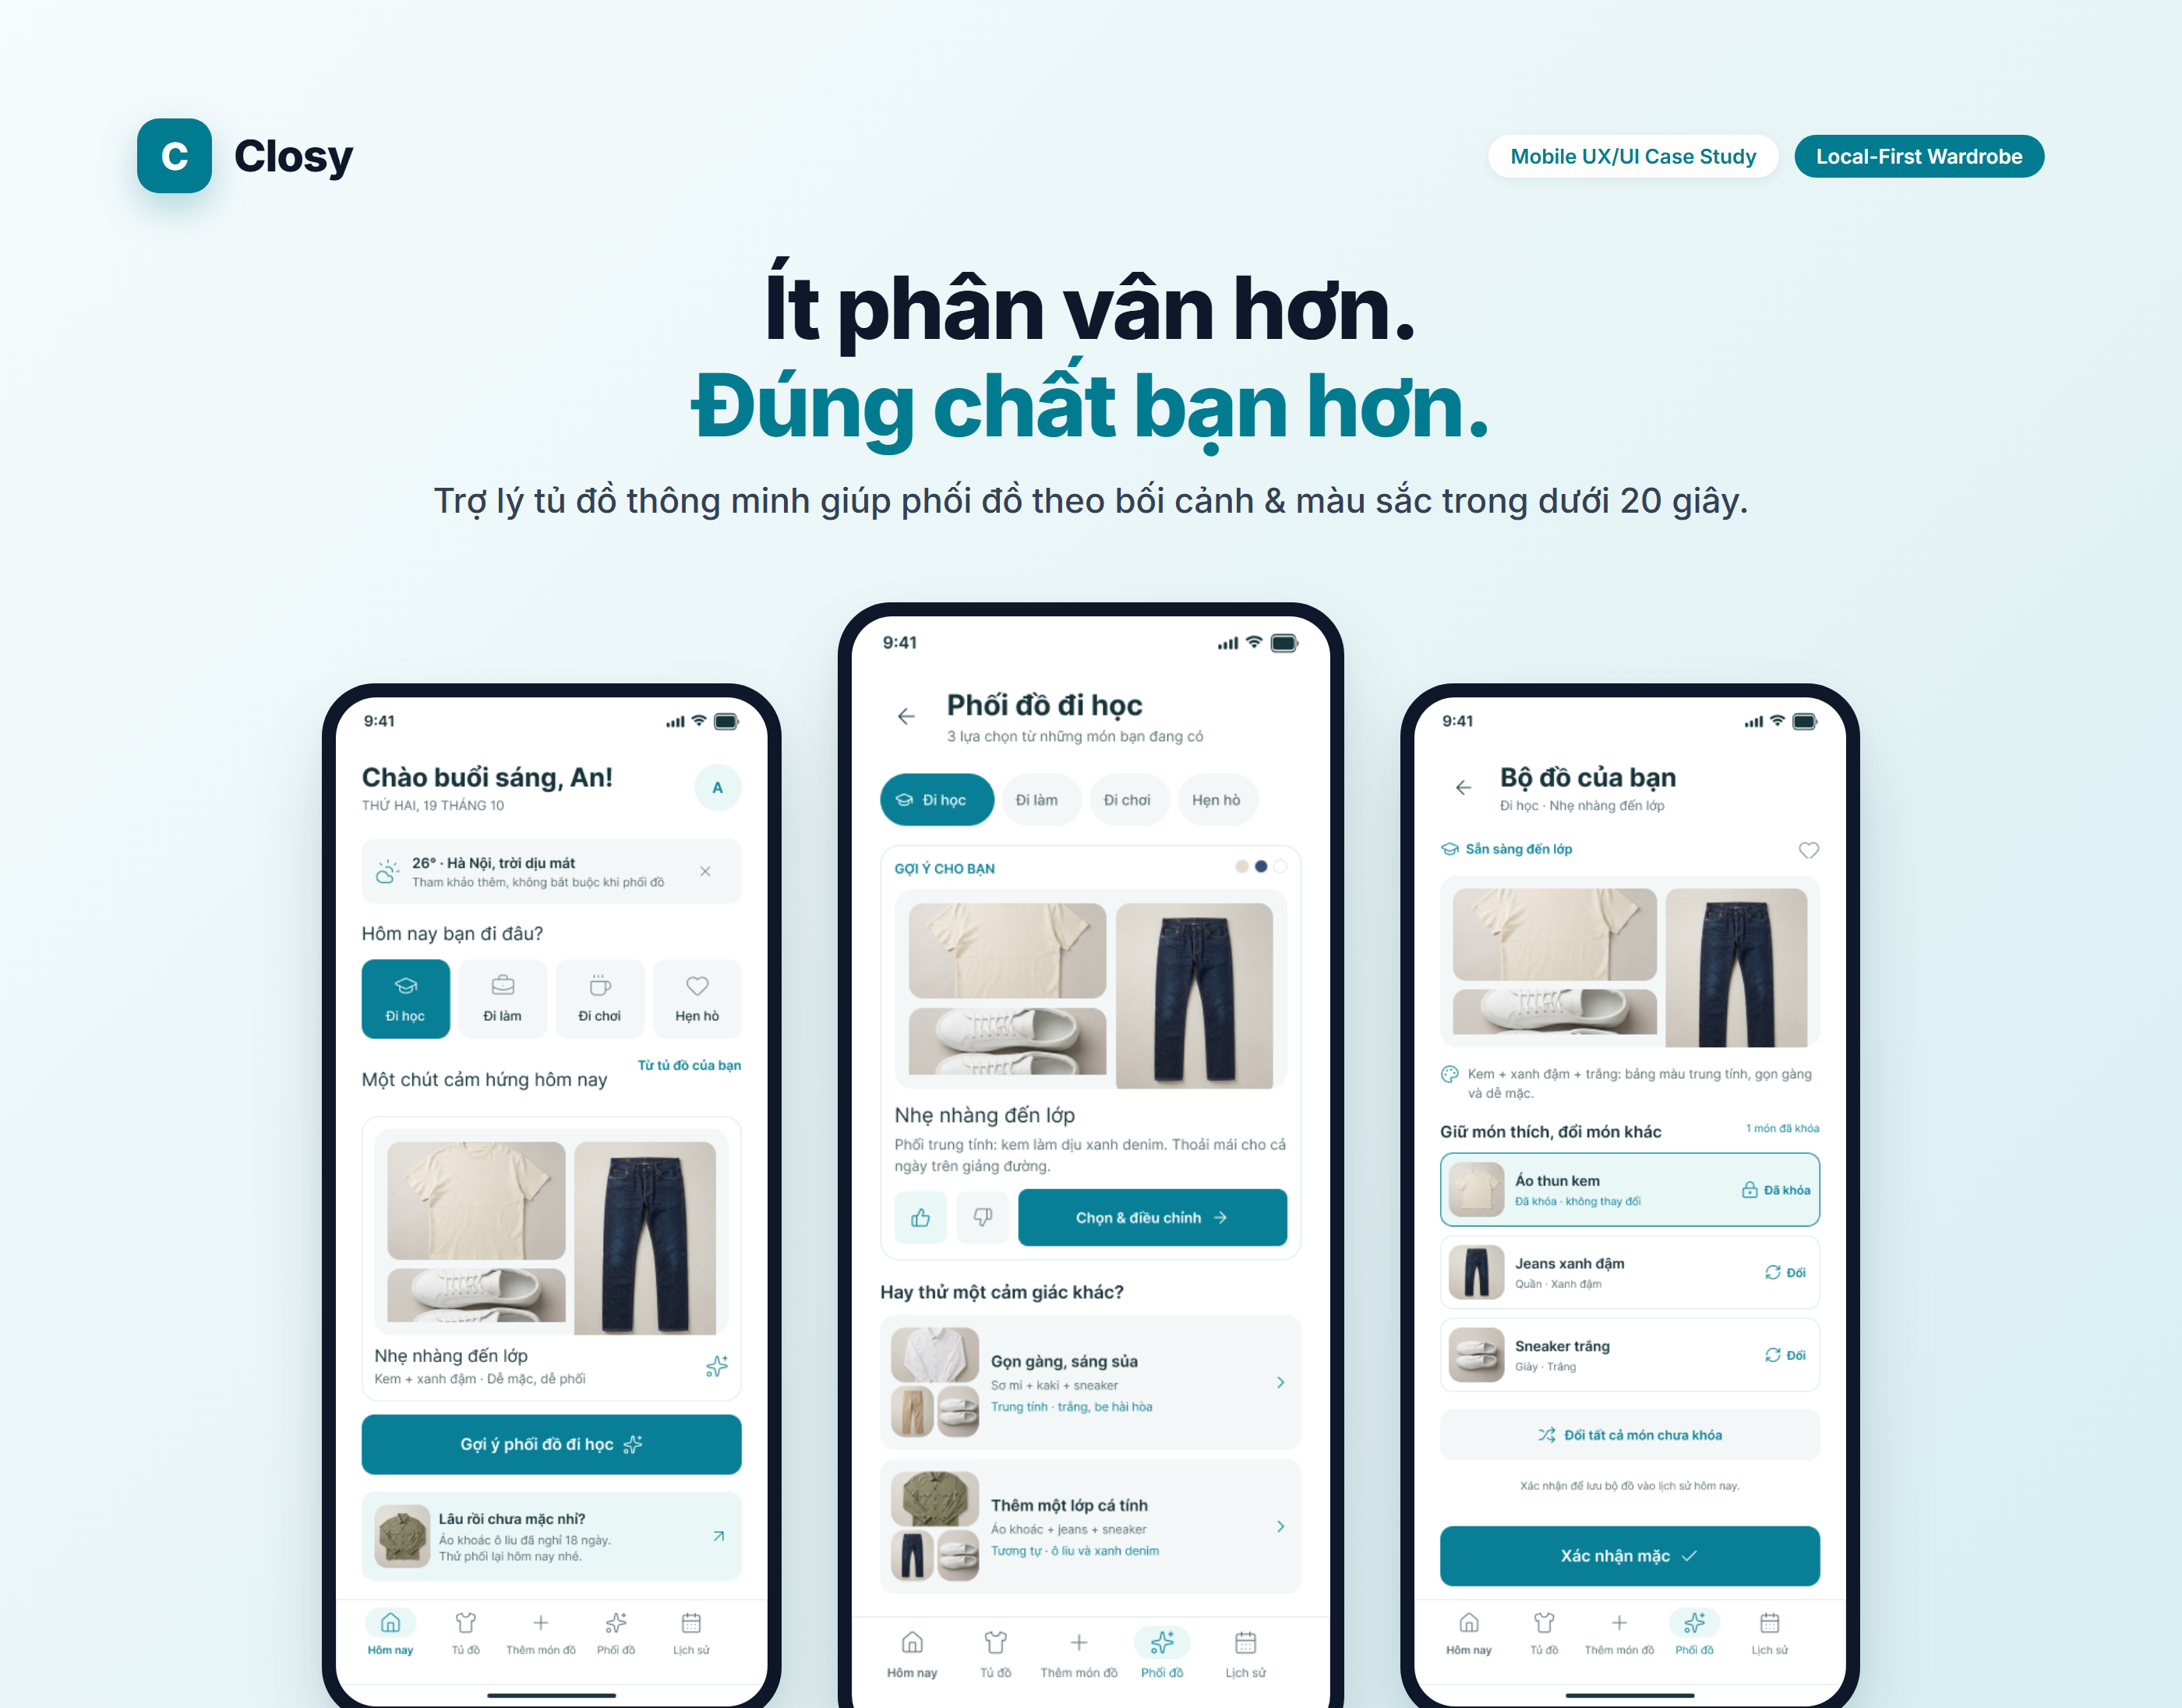 C
Closy
Mobile UX/UI Case Study
Local-First Wardrobe
Ít phân vân hơn.
Đúng chất bạn hơn.
Trợ lý tủ đồ thông minh giúp phối đồ theo bối cảnh & màu sắc trong dưới 20 giây.
9:41
Chào buổi sáng, An!
THỨ HAI, 19 THÁNG 10
A
26° · Hà Nội, trời dịu mát
Tham khảo thêm, không bắt buộc khi phối đồ
Hôm nay bạn đi đâu?
Đi học
Đi làm
Đi chơi
Hẹn hò
Từ tủ đồ của bạn
Một chút cảm hứng hôm nay
Nhẹ nhàng đến lớp
Kem + xanh đậm · Dễ mặc, dễ phối
Gợi ý phối đồ đi học
Lâu rồi chưa mặc nhỉ?
Áo khoác ô liu đã nghỉ 18 ngày.
Thử phối lại hôm nay nhé.
Hôm nay
Tủ đồ
Thêm món đồ
Phối đồ
Lịch sử
9:41
Phối đồ đi học
3 lựa chọn từ những món bạn đang có
Đi học
Đi làm
Đi chơi
Hẹn hò
GỢI Ý CHO BẠN
Nhẹ nhàng đến lớp
Phối trung tính: kem làm dịu xanh denim. Thoải mái cho cả
ngày trên giảng đường.
Chọn & điều chỉnh
Hay thử một cảm giác khác?
Gọn gàng, sáng sủa
Sơ mi + kaki + sneaker
Trung tính · trắng, be hài hòa
Thêm một lớp cá tính
Áo khoác + jeans + sneaker
Tương tự · ô liu và xanh denim
Hôm nay
Tủ đồ
Thêm món đồ
Phối đồ
Lịch sử
9:41
Bộ đồ của bạn
Đi học · Nhẹ nhàng đến lớp
Sẵn sàng đến lớp
Kem + xanh đậm + trắng: bảng màu trung tính, gọn gàng
và dễ mặc.
Giữ món thích, đổi món khác
1 món đã khóa
Áo thun kem
Đã khóa · không thay đổi
Đã khóa
Jeans xanh đậm
Quần · Xanh đậm
Đổi
Sneaker trắng
Giày · Trắng
Đổi
Đổi tất cả món chưa khóa
Xác nhận để lưu bộ đồ vào lịch sử hôm nay.
Xác nhận mặc
Hôm nay
Tủ đồ
Thêm món đồ
Phối đồ
Lịch sử